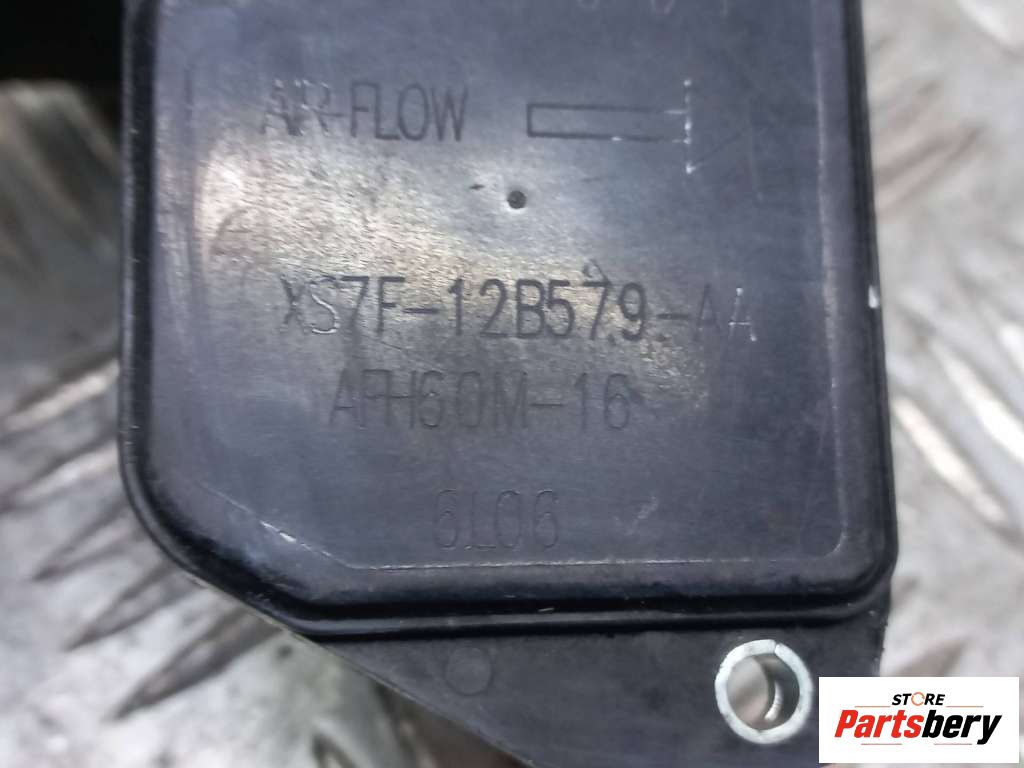 AIR-FLOW
XS7F-12B579-AA
AFH60M-16
6L06
STORE
Partsbery